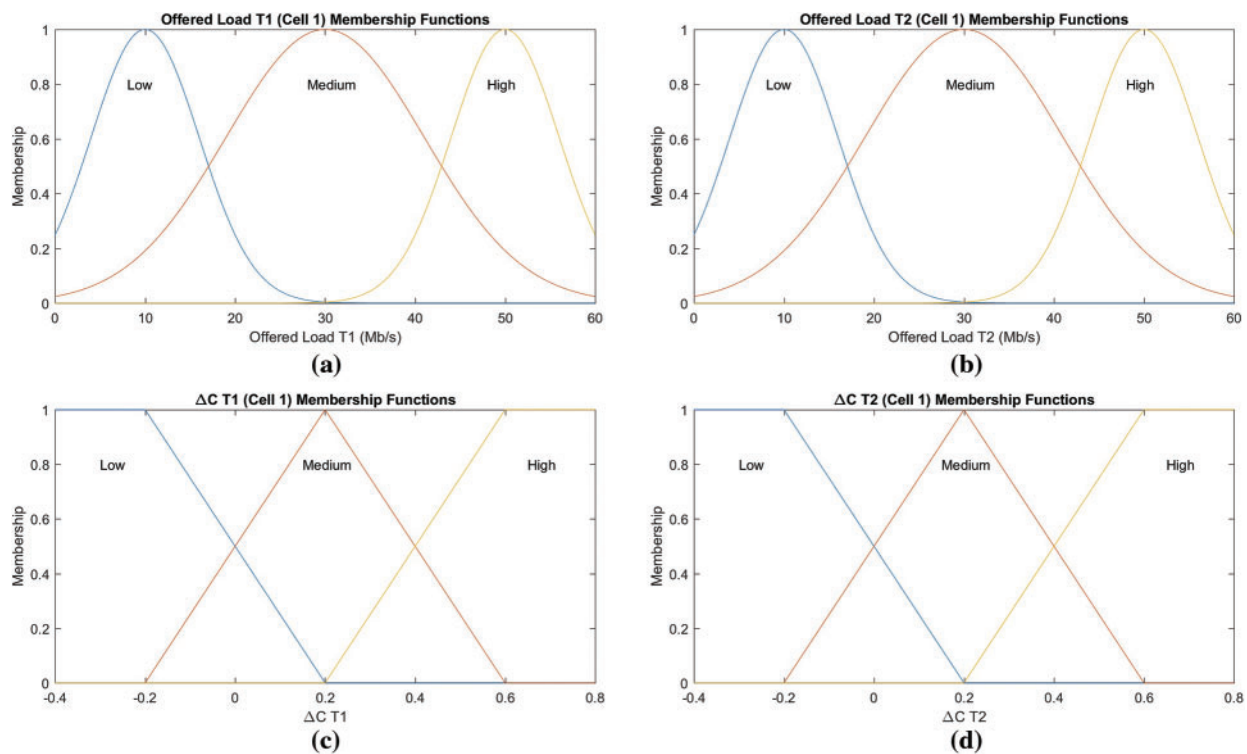 Offered Load T1 (Cell 1) Membership Functions
1
0.8
0.6
0.4
0.2
0
Membership
Low
Medium
High
0 10 20 30 40 50 60
Offered Load T1 (Mb/s)
(a)
Offered Load T2 (Cell 1) Membership Functions
1
0.8
0.6
0.4
0.2
0
Membership
Low
Medium
High
0 10 20 30 40 50 60
Offered Load T2 (Mb/s)
(b)
ΔC T1 (Cell 1) Membership Functions
1
0.8
0.6
0.4
0.2
0
Membership
Low
Medium
High
-0.4 -0.2 0 0.2 0.4 0.6 0.8
ΔC T1
(c)
ΔC T2 (Cell 1) Membership Functions
1
0.8
0.6
0.4
0.2
0
Membership
Low
Medium
High
-0.4 -0.2 0 0.2 0.4 0.6 0.8
ΔC T2
(d)